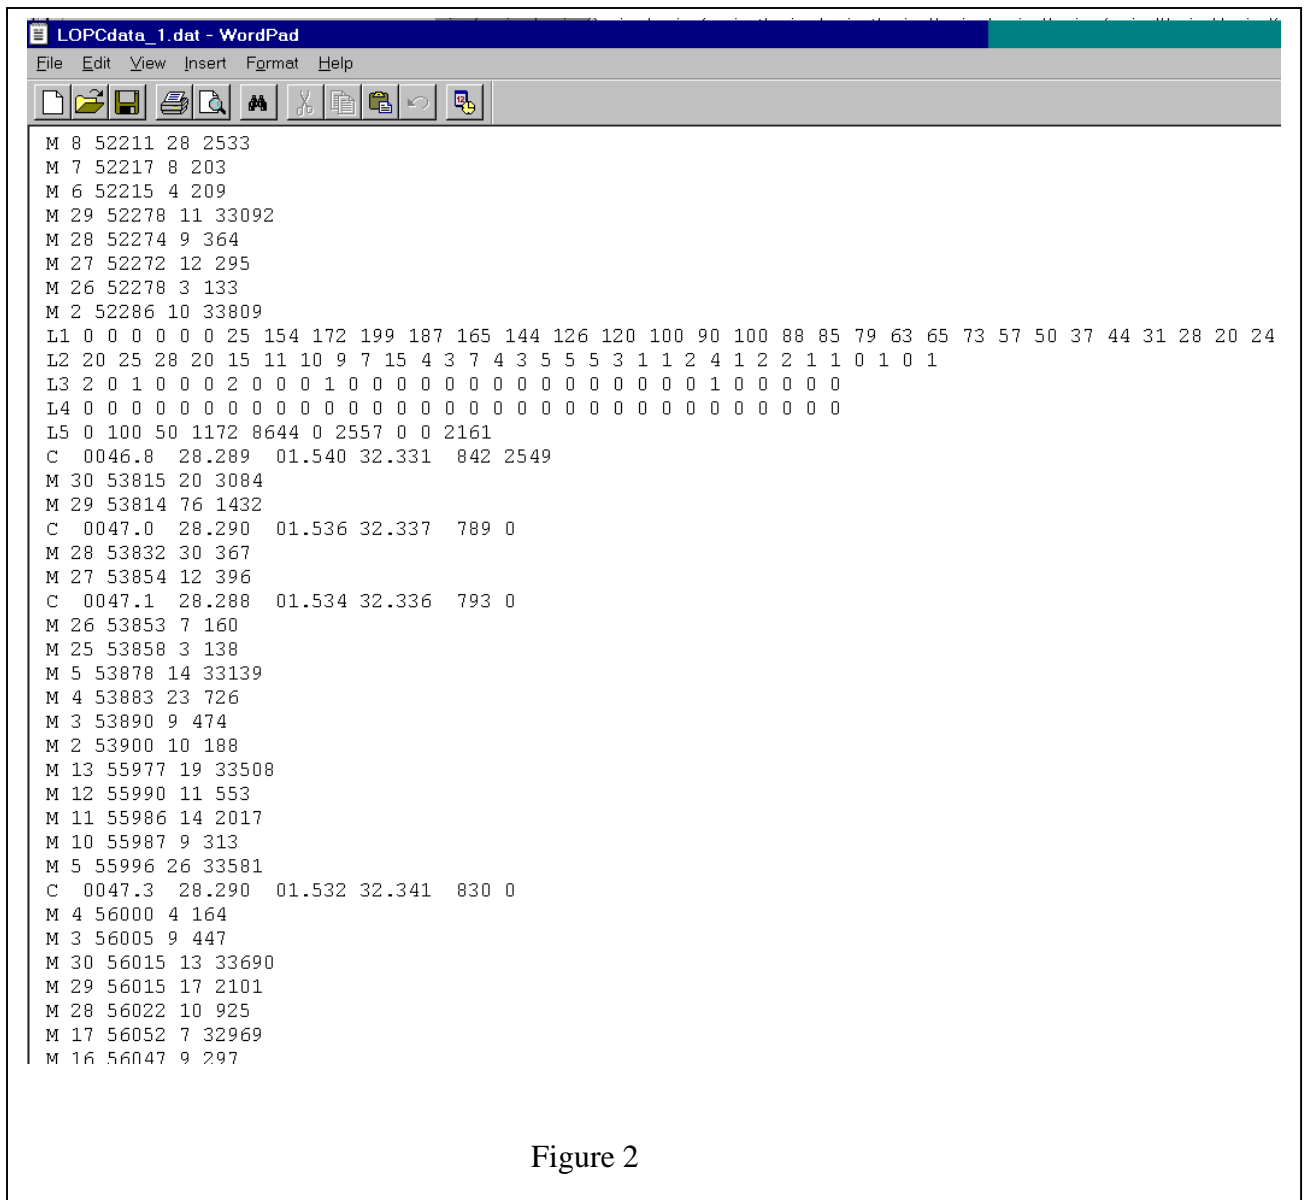 LOPCdata_1.dat - WordPad
File Edit View Insert Format Help
M 8 52211 28 2533
M 7 52217 8 203
M 6 52215 4 209
M 29 52278 11 33092
M 28 52274 9 364
M 27 52272 12 295
M 26 52278 3 133
M 2 52286 10 33809
L1 0 0 0 0 0 0 25 154 172 199 187 165 144 126 120 100 90 100 88 85 79 63 65 73 57 50 37 44 31 28 20 24
L2 20 25 28 20 15 11 10 9 7 15 4 3 7 4 3 5 5 5 3 1 1 2 4 1 2 2 1 1 0 1 0 1
L3 2 0 1 0 0 0 2 0 0 0 1 0 0 0 0 0 0 0 0 0 0 0 0 0 0 0 1 0 0 0 0 0
L4 0 0 0 0 0 0 0 0 0 0 0 0 0 0 0 0 0 0 0 0 0 0 0 0 0 0 0 0 0 0 0 0
L5 0 100 50 1172 8644 0 2557 0 0 2161
C 0046.8 28.289 01.540 32.331 842 2549
M 30 53815 20 3084
M 29 53814 76 1432
C 0047.0 28.290 01.536 32.337 789 0
M 28 53832 30 367
M 27 53854 12 396
C 0047.1 28.288 01.534 32.336 793 0
M 26 53853 7 160
M 25 53858 3 138
M 5 53878 14 33139
M 4 53883 23 726
M 3 53890 9 474
M 2 53900 10 188
M 13 55977 19 33508
M 12 55990 11 553
M 11 55986 14 2017
M 10 55987 9 313
M 5 55996 26 33581
C 0047.3 28.290 01.532 32.341 830 0
M 4 56000 4 164
M 3 56005 9 447
M 30 56015 13 33690
M 29 56015 17 2101
M 28 56022 10 925
M 17 56052 7 32969
M 16 56047 9 297
Figure 2